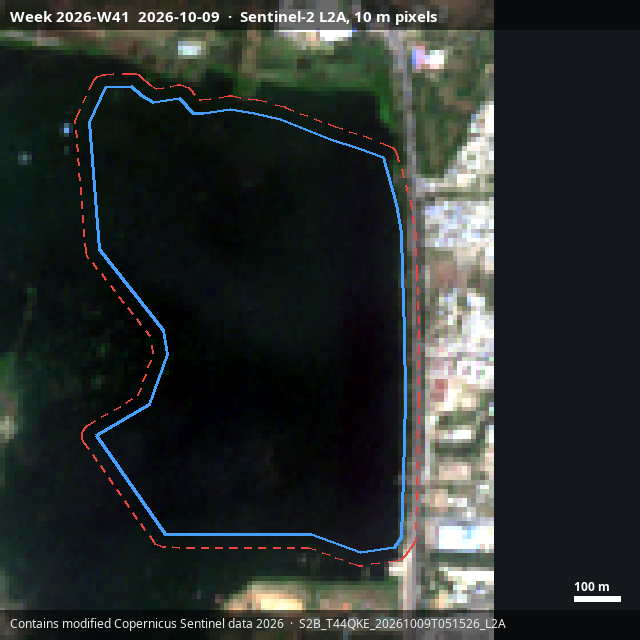 Week 2026-W41 2026-10-09 · Sentinel-2 L2A, 10 m pixels
100 m
Contains modified Copernicus Sentinel data 2026 · S2B_T44QKE_20261009T051526_L2A